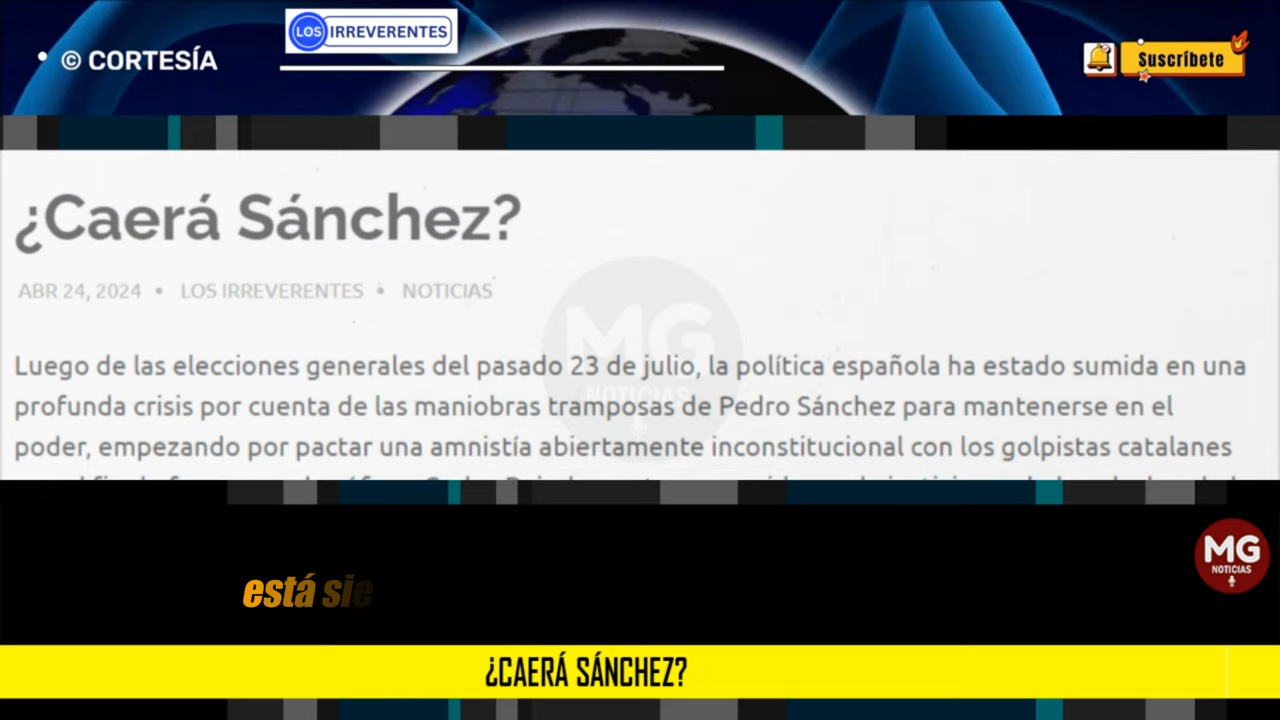 © CORTESÍA
LOS IRREVERENTES
Suscríbete
¿Caerá Sánchez?
ABR 24, 2024 • LOS IRREVERENTES • NOTICIAS
MG
NOTICIAS
Luego de las elecciones generales del pasado 23 de julio, la política española ha estado sumida en una
profunda crisis por cuenta de las maniobras tramposas de Pedro Sánchez para mantenerse en el
poder, empezando por pactar una amnistía abiertamente inconstitucional con los golpistas catalanes
MG
NOTICIAS
está sie
¿CAERÁ SÁNCHEZ?